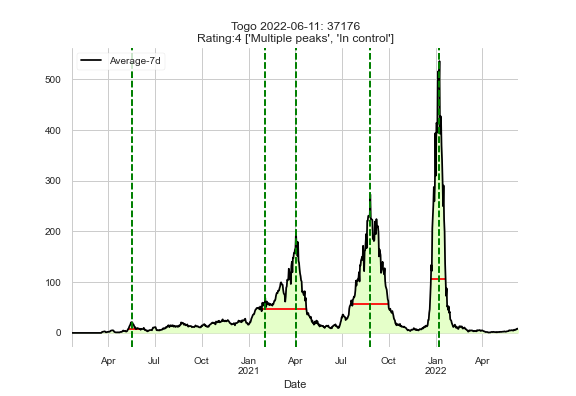 Togo 2022-06-11: 37176
Rating:4 ['Multiple peaks', 'In control']
Average-7d
500
400
300
200
100
0
Apr
Jul
Oct
Jan
2021
Apr
Jul
Oct
Jan
2022
Apr
Date